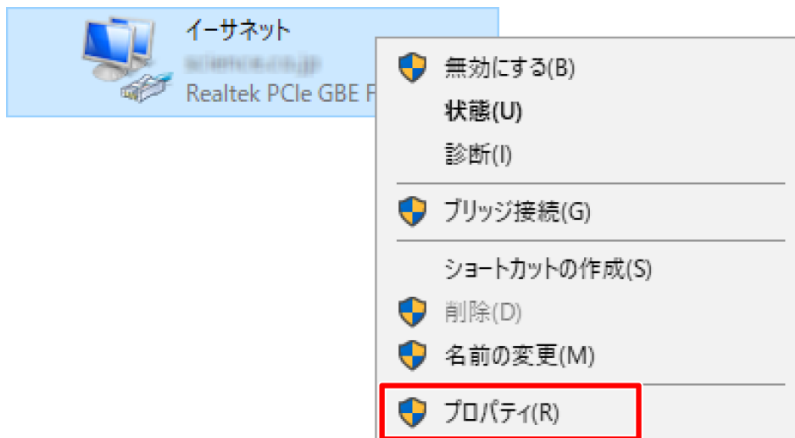 イーサネット
Realtek PCIe GBE F
無効にする(B)
状態(U)
診断(I)
ブリッジ接続(G)
ショートカットの作成(S)
削除(D)
名前の変更(M)
プロパティ(R)